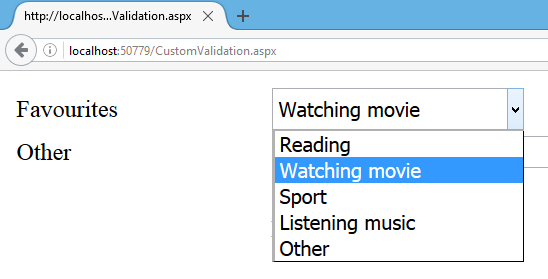 http://localhos...Validation.aspx
localhost:50779/CustomValidation.aspx
Favourites Watching movie
Reading
Other
Watching movie
Sport
Listening music
Other